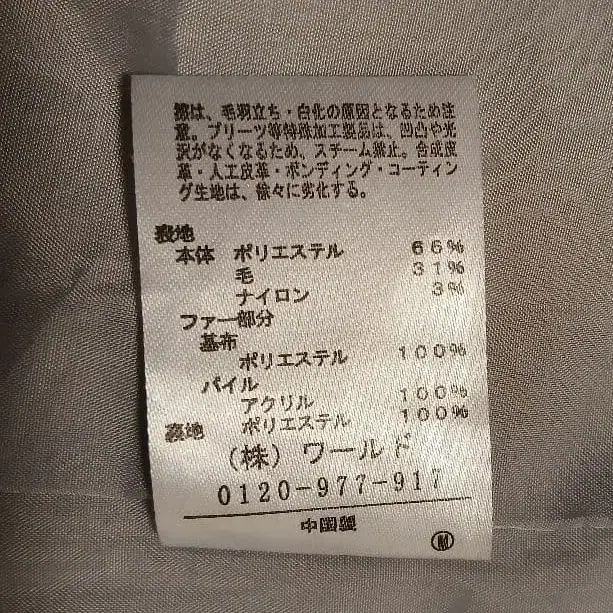 擦は、毛羽立ち・白化の原因となるため注
意。プリーツ等特殊加工製品は、凹凸や光
沢がなくなるため、スチーム禁止。合成皮
革・人工皮革・ボンディング・コーティン
グ生地は、徐々に劣化する。
表地
本体 ポリエステル 66%
毛 31%
ナイロン 3%
ファー部分
基布
ポリエステル 100%
パイル
アクリル 100%
裏地 ポリエステル 100%
(株) ワールド
0120-977-917
中国製
M